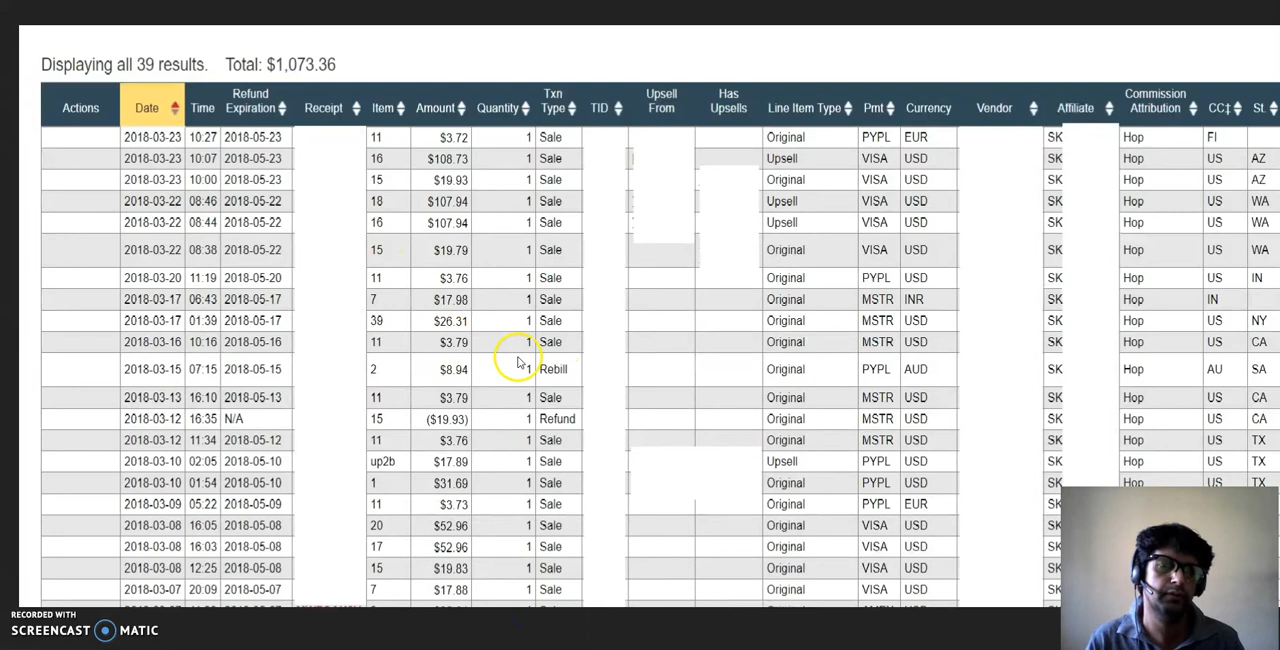 Displaying all 39 results. Total: $1,073.36
Actions Date Time Refund Expiration Receipt Item Amount Quantity Txn Type TID Upsell From Has Upsells Line Item Type Pmt Currency Vendor Affiliate Commission Attribution CC‡ St.
2018-03-23 10:27 2018-05-23 11 $3.72 1 Sale Original PYPL EUR SK Hop FI
2018-03-23 10:07 2018-05-23 16 $108.73 1 Sale Upsell VISA USD SK Hop US AZ
2018-03-23 10:00 2018-05-23 15 $19.93 1 Sale Original VISA USD SK Hop US AZ
2018-03-22 08:46 2018-05-22 18 $107.94 1 Sale Upsell VISA USD SK Hop US WA
2018-03-22 08:44 2018-05-22 16 $107.94 1 Sale Upsell VISA USD SK Hop US WA
2018-03-22 08:38 2018-05-22 15 $19.79 1 Sale Original VISA USD SK Hop US WA
2018-03-20 11:19 2018-05-20 11 $3.76 1 Sale Original PYPL USD SK Hop US IN
2018-03-17 06:43 2018-05-17 7 $17.98 1 Sale Original MSTR INR SK Hop IN
2018-03-17 01:39 2018-05-17 39 $26.31 1 Sale Original MSTR USD SK Hop US NY
2018-03-16 10:16 2018-05-16 11 $3.79 1 Sale Original MSTR USD SK Hop US CA
2018-03-15 07:15 2018-05-15 2 $8.94 1 Rebill Original PYPL AUD SK Hop AU SA
2018-03-13 16:10 2018-05-13 11 $3.79 1 Sale Original MSTR USD SK Hop US CA
2018-03-12 16:35 N/A 15 ($19.93) 1 Refund Original MSTR USD SK Hop US CA
2018-03-12 11:34 2018-05-12 11 $3.76 1 Sale Original MSTR USD SK Hop US TX
2018-03-10 02:05 2018-05-10 up2b $17.89 1 Sale Upsell PYPL USD SK Hop US TX
2018-03-10 01:54 2018-05-10 1 $31.69 1 Sale Original PYPL USD SK Hop US TX
2018-03-09 05:22 2018-05-09 11 $3.73 1 Sale Original PYPL EUR SK
2018-03-08 16:05 2018-05-08 20 $52.96 1 Sale Original VISA USD SK
2018-03-08 16:03 2018-05-08 17 $52.96 1 Sale Original VISA USD SK
2018-03-08 12:25 2018-05-08 15 $19.83 1 Sale Original VISA USD SK
2018-03-07 20:09 2018-05-07 7 $17.88 1 Sale Original VISA USD SK
RECORDED WITH
SCREENCAST MATIC